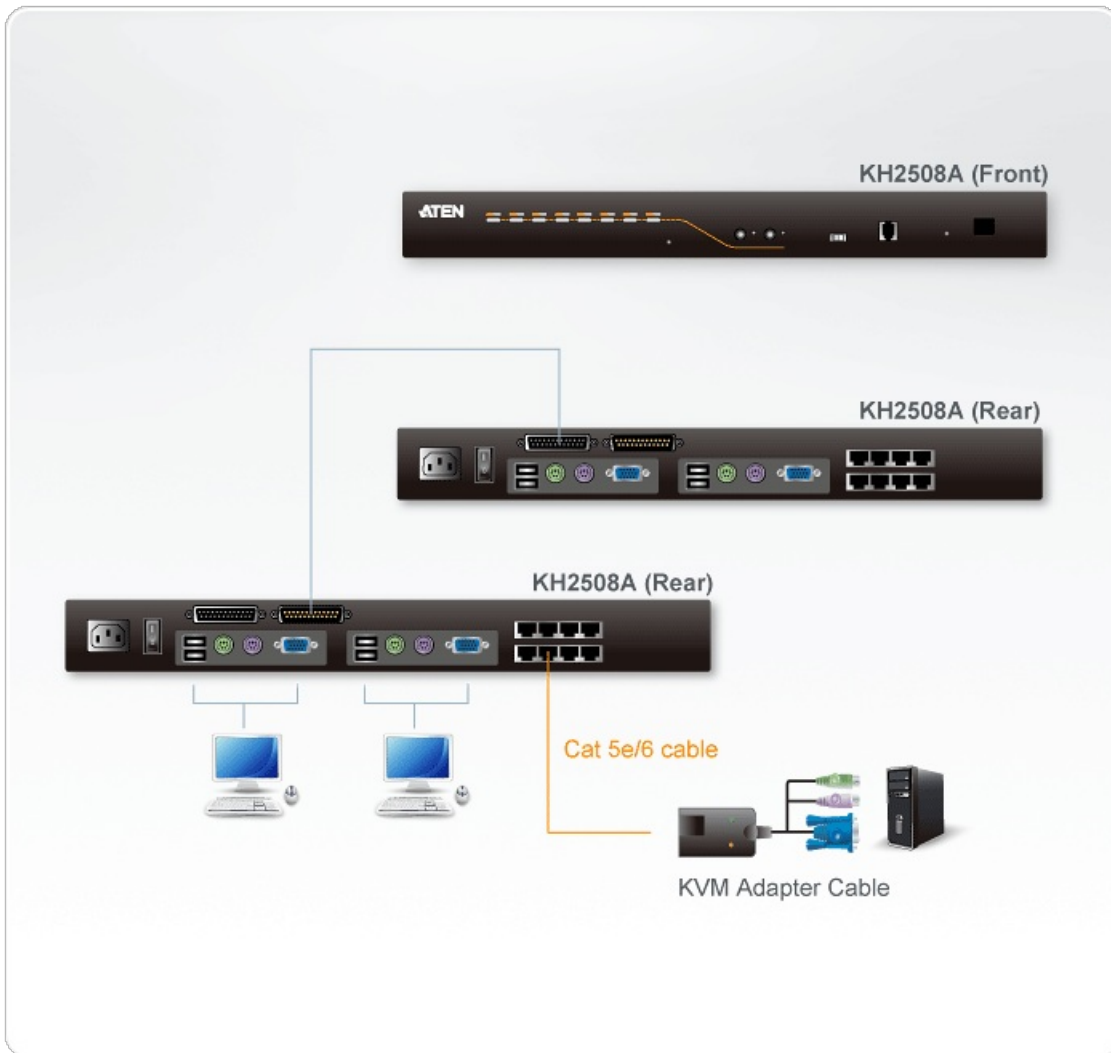 KH2508A (Front)
ATEN
KH2508A (Rear)
KH2508A (Rear)
Cat 5e/6 cable
KVM Adapter Cable